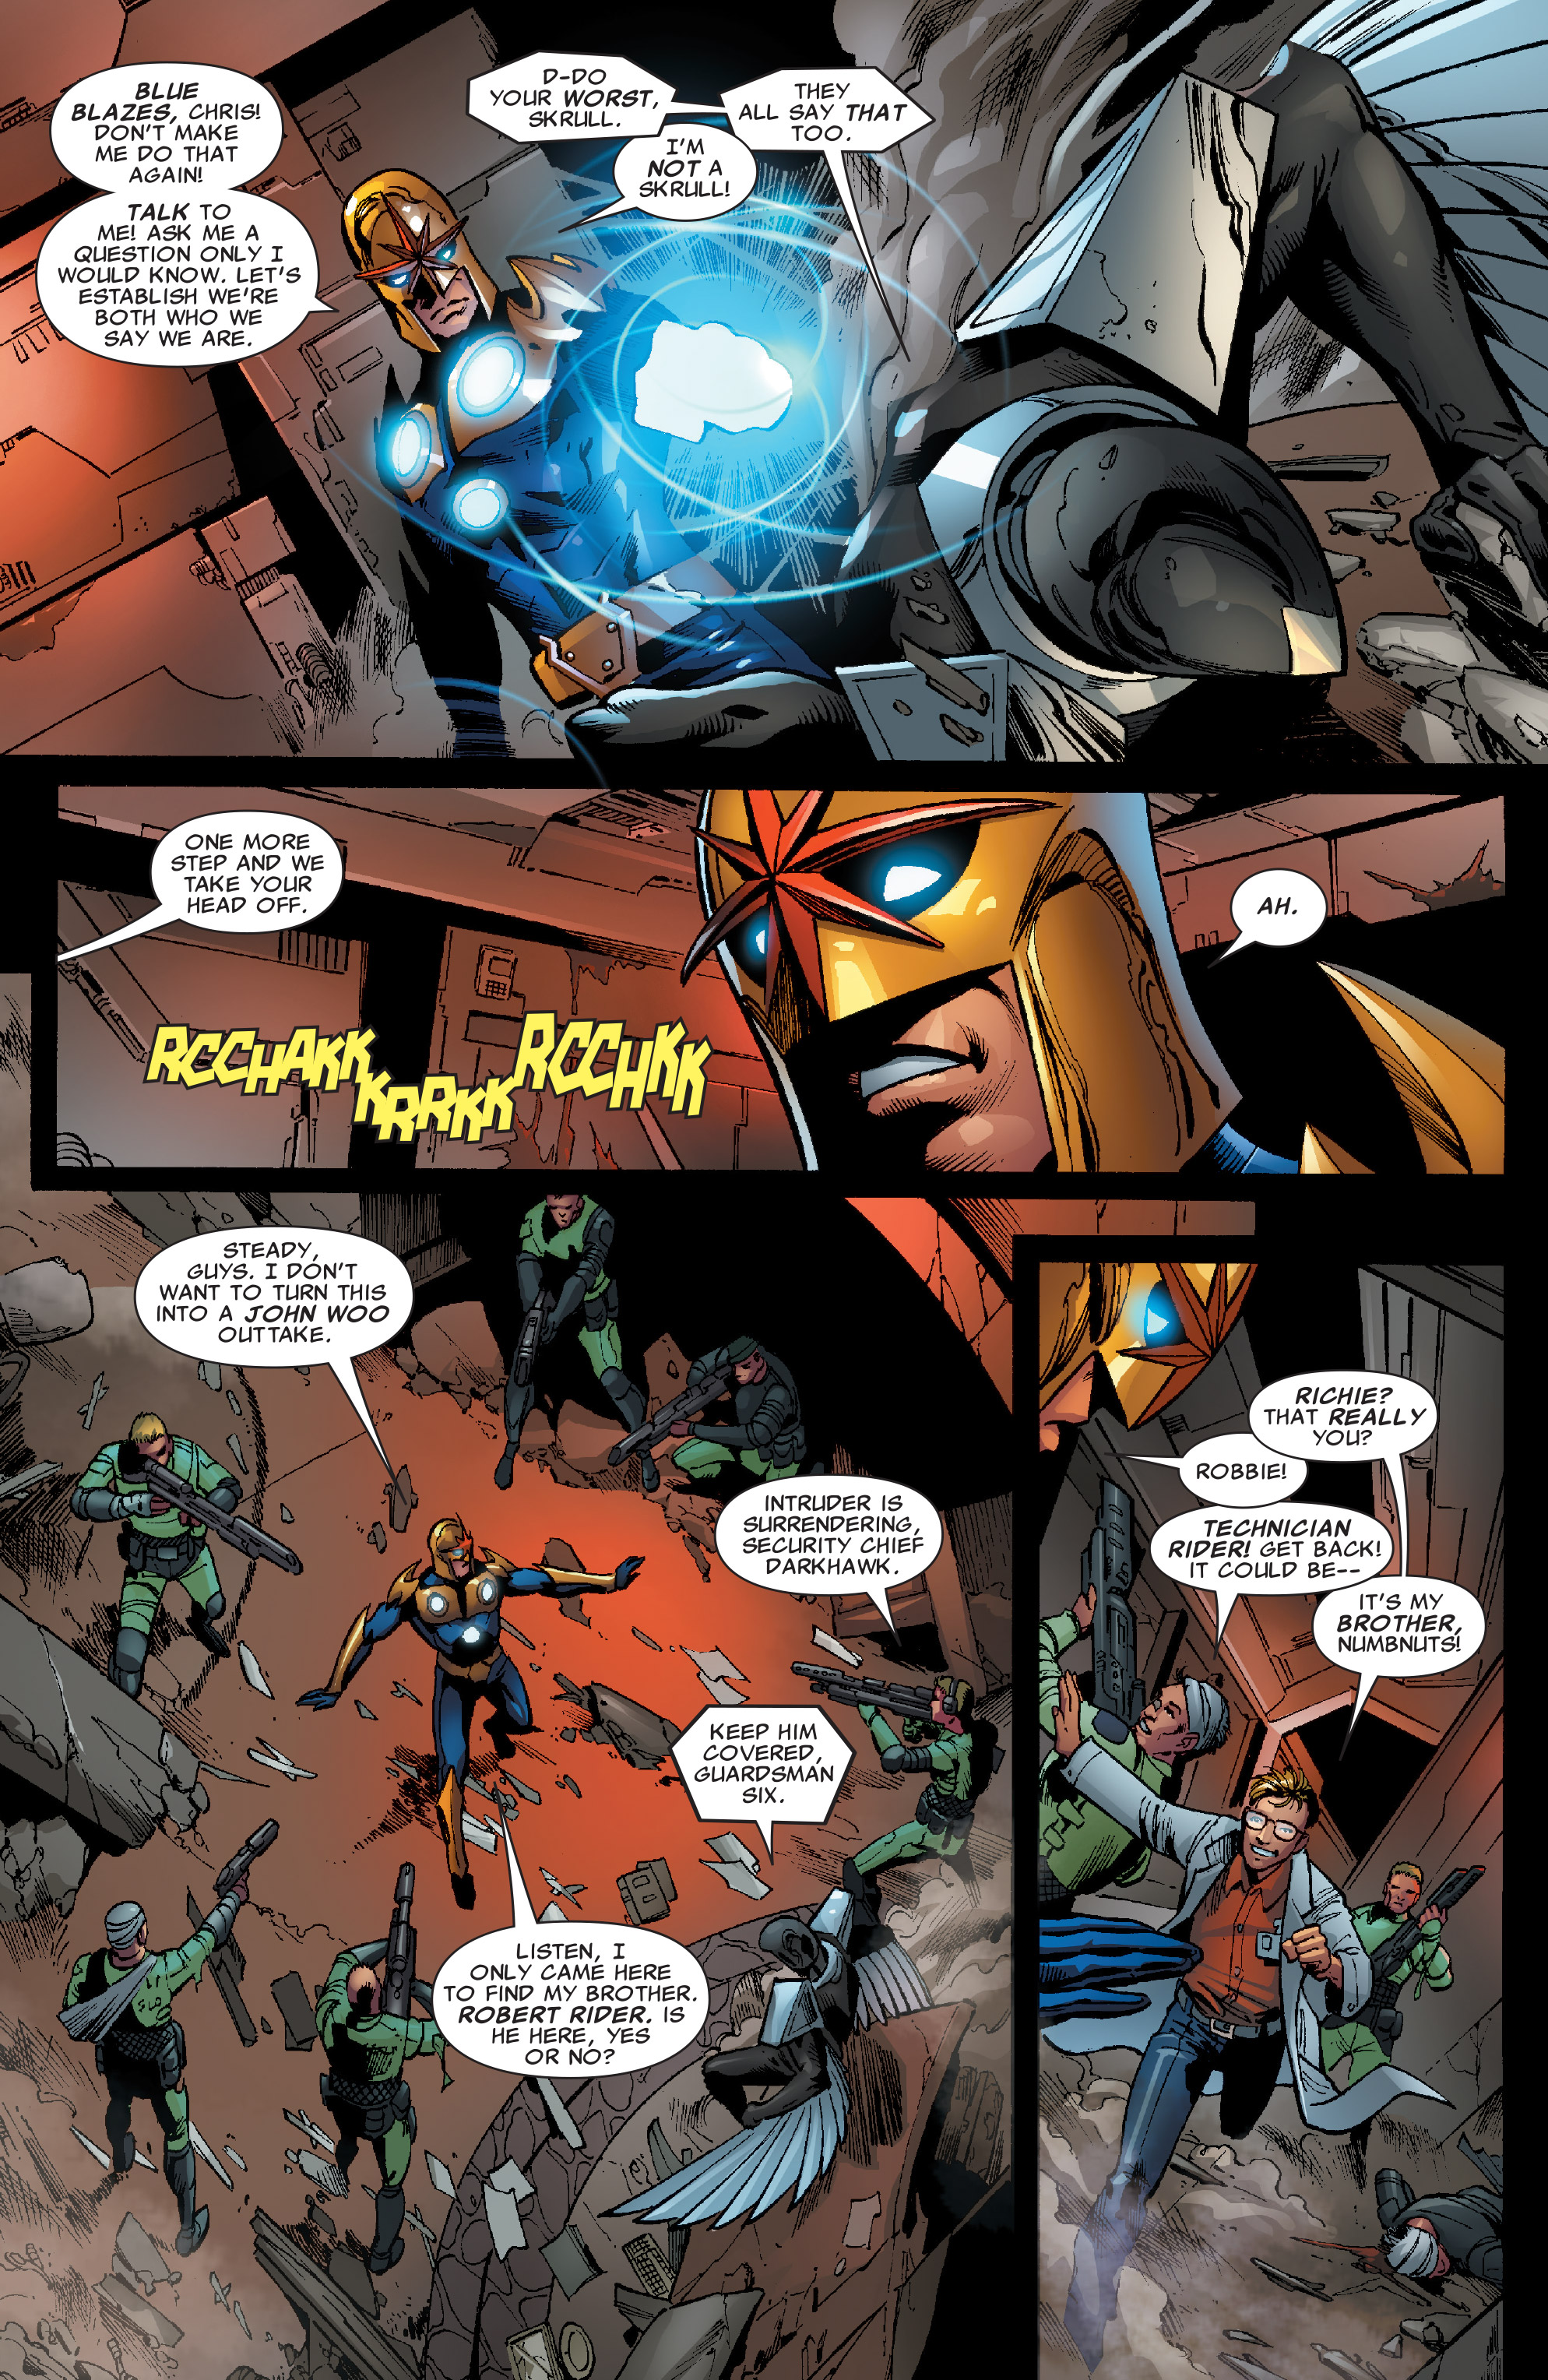 BLUE
BLAZES, CHRIS!
DON'T MAKE
ME DO THAT
AGAIN!
TALK TO
ME! ASK ME A
QUESTION ONLY I
WOULD KNOW. LET'S
ESTABLISH WE'RE
BOTH WHO WE
SAY WE ARE.
D-DO
YOUR WORST,
SKRULL.
I'M
NOT A
SKRULL!
THEY
ALL SAY THAT
TOO.
ONE MORE
STEP AND WE
TAKE YOUR
HEAD OFF.
RCCHAKK
KRRKK
RCCHKK
AH.
STEADY,
GUYS. I DON'T
WANT TO TURN THIS
INTO A JOHN WOO
OUTTAKE.
INTRUDER IS
SURRENDERING,
SECURITY CHIEF
DARKHAWK.
KEEP HIM
COVERED,
GUARDSMAN
SIX.
LISTEN, I
ONLY CAME HERE
TO FIND MY BROTHER.
ROBERT RIDER. IS
HE HERE, YES
OR NO?
RICHIE?
THAT REALLY
YOU?
ROBBIE!
TECHNICIAN
RIDER! GET BACK!
IT COULD BE--
IT'S MY
BROTHER,
NUMBNUTS!